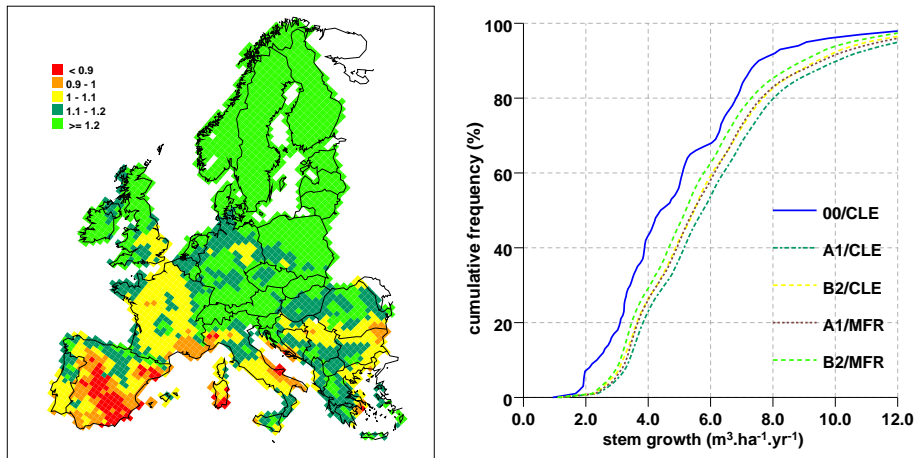 < 0.9
0.9 - 1
1 - 1.1
1.1 - 1.2
>= 1.2
cumulative frequency (%)
100
80
60
40
20
0
0.0 2.0 4.0 6.0 8.0 10.0 12.0
stem growth (m³.ha⁻¹.yr⁻¹)
00/CLE
A1/CLE
B2/CLE
A1/MFR
B2/MFR